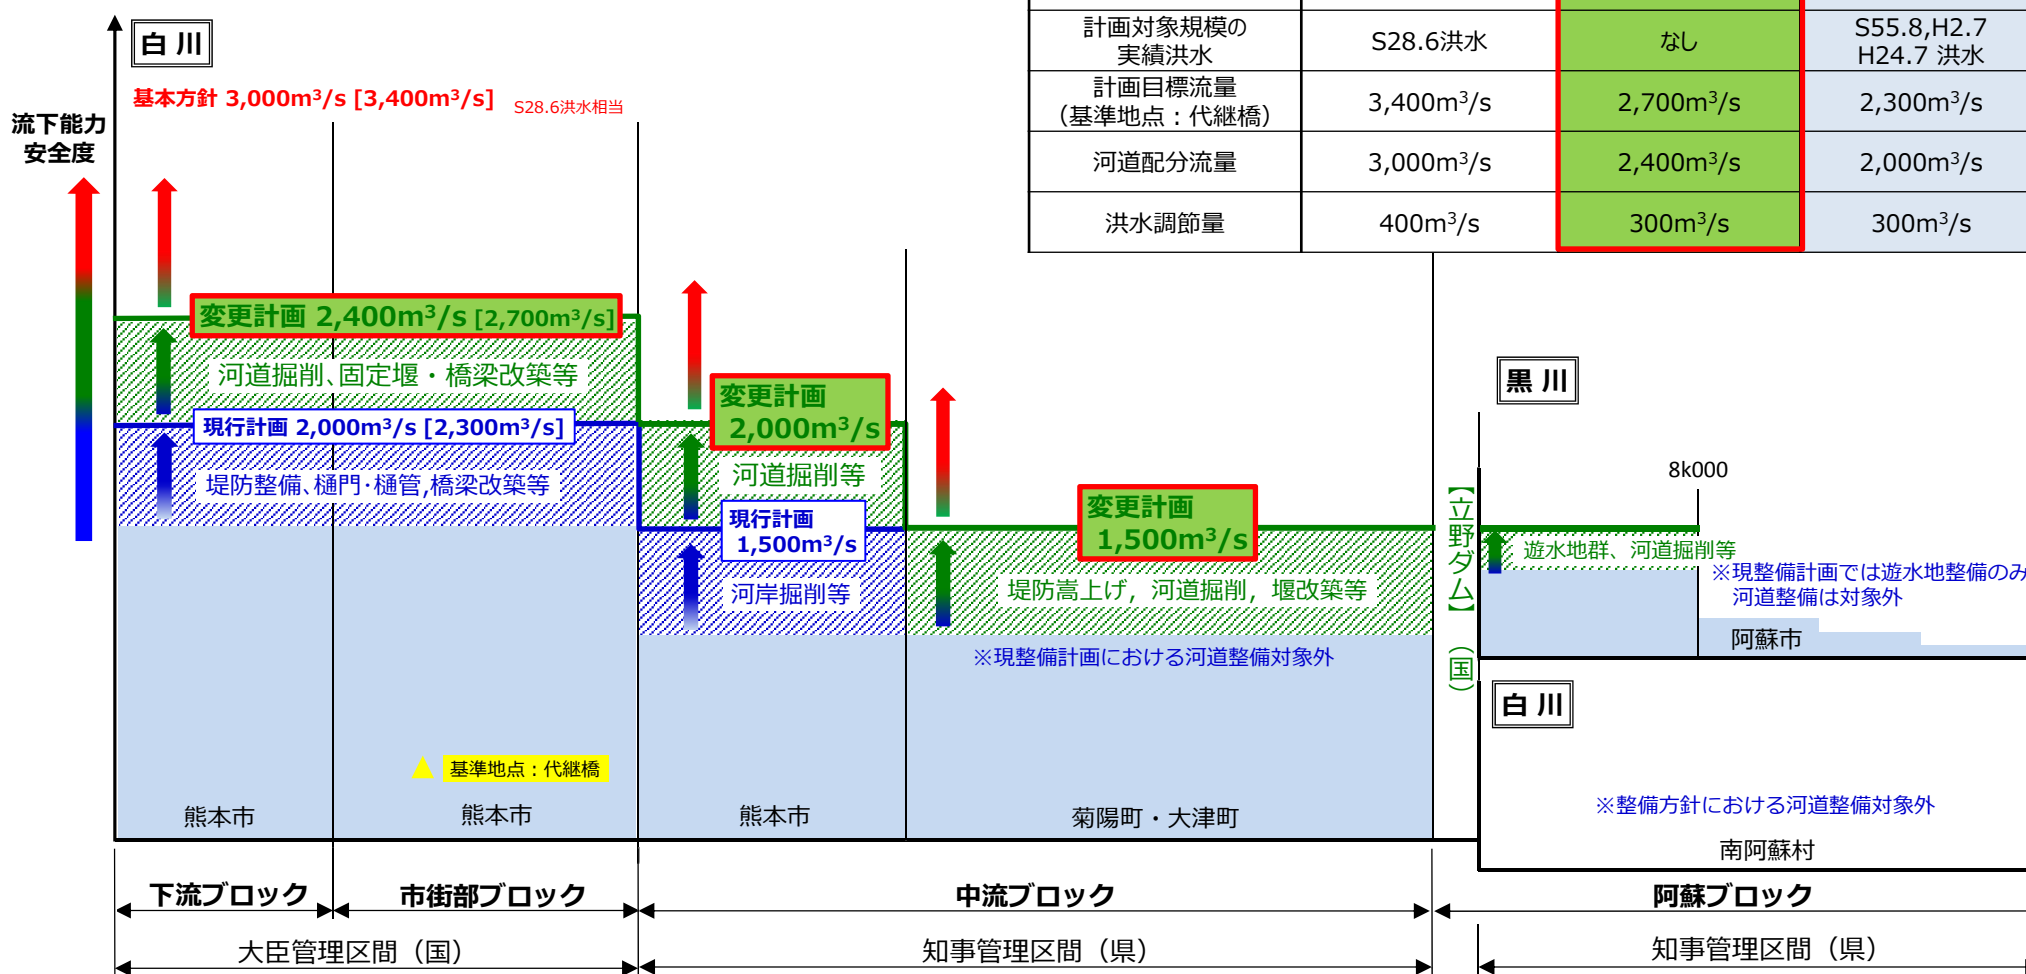 白 川
基本方針 3,000m³/s [3,400m³/s] S28.6洪水相当
流下能力
安全度
計画対象規模の
実績洪水
S28.6洪水
なし
S55.8,H2.7
H24.7 洪水
計画目標流量
（基準地点：代継橋）
3,400m³/s
2,700m³/s
2,300m³/s
河道配分流量
3,000m³/s
2,400m³/s
2,000m³/s
洪水調節量
400m³/s
300m³/s
300m³/s
変更計画 2,400m³/s [2,700m³/s]
河道掘削、固定堰・橋梁改築等
現行計画 2,000m³/s [2,300m³/s]
堤防整備、樋門・樋管,橋梁改築等
変更計画
2,000m³/s
河道掘削等
現行計画
1,500m³/s
河岸掘削等
変更計画
1,500m³/s
堤防嵩上げ，河道掘削，堰改築等
※現整備計画における河道整備対象外
【立野ダム】（国）
黒 川
8k000
遊水地群、河道掘削等
※現整備計画では遊水地整備のみ
河道整備は対象外
阿蘇市
白 川
※整備方針における河道整備対象外
南阿蘇村
基準地点：代継橋
熊本市
熊本市
熊本市
菊陽町・大津町
下流ブロック
市街部ブロック
中流ブロック
阿蘇ブロック
大臣管理区間（国）
知事管理区間（県）
知事管理区間（県）